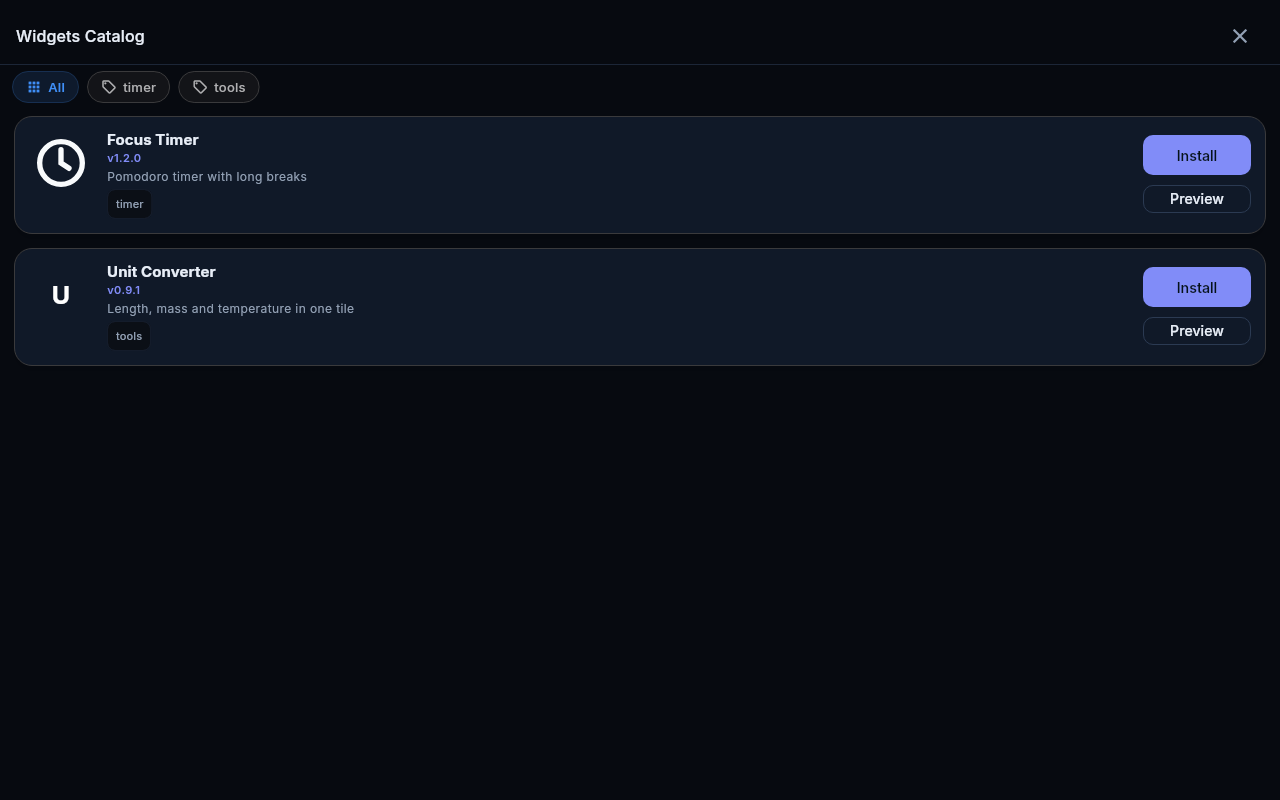 Widgets Catalog
All timer tools
Focus Timer
v1.2.0
Pomodoro timer with long breaks
timer
Install
Preview
U
Unit Converter
v0.9.1
Length, mass and temperature in one tile
tools
Install
Preview